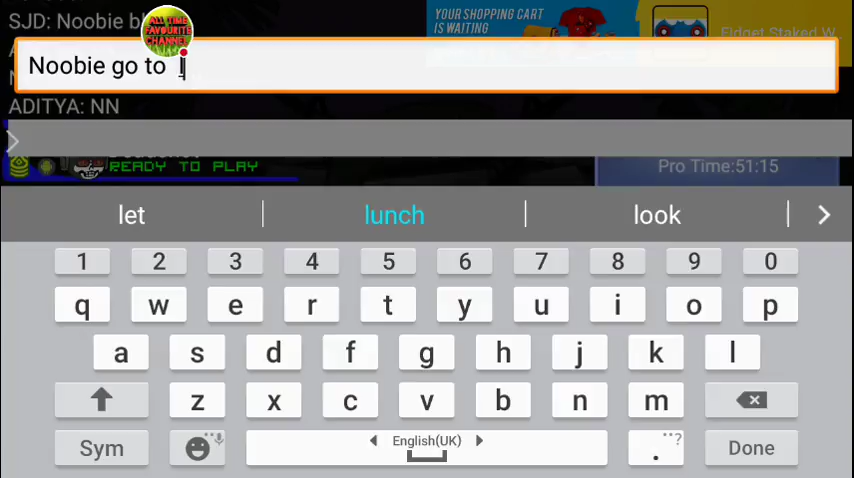 SJD: Noobie
ALL TIME
FAVOURITE
CHANNEL
YOUR SHOPPING CART
IS WAITING
Fidget Staked W
Noobie go to l
ADITYA: NN
READY TO PLAY
Pro Time:51:15
let lunch look
1 2 3 4 5 6 7 8 9 0
q w e r t y u i o p
a s d f g h j k l
z x c v b n m
Sym English(UK) . ..? Done